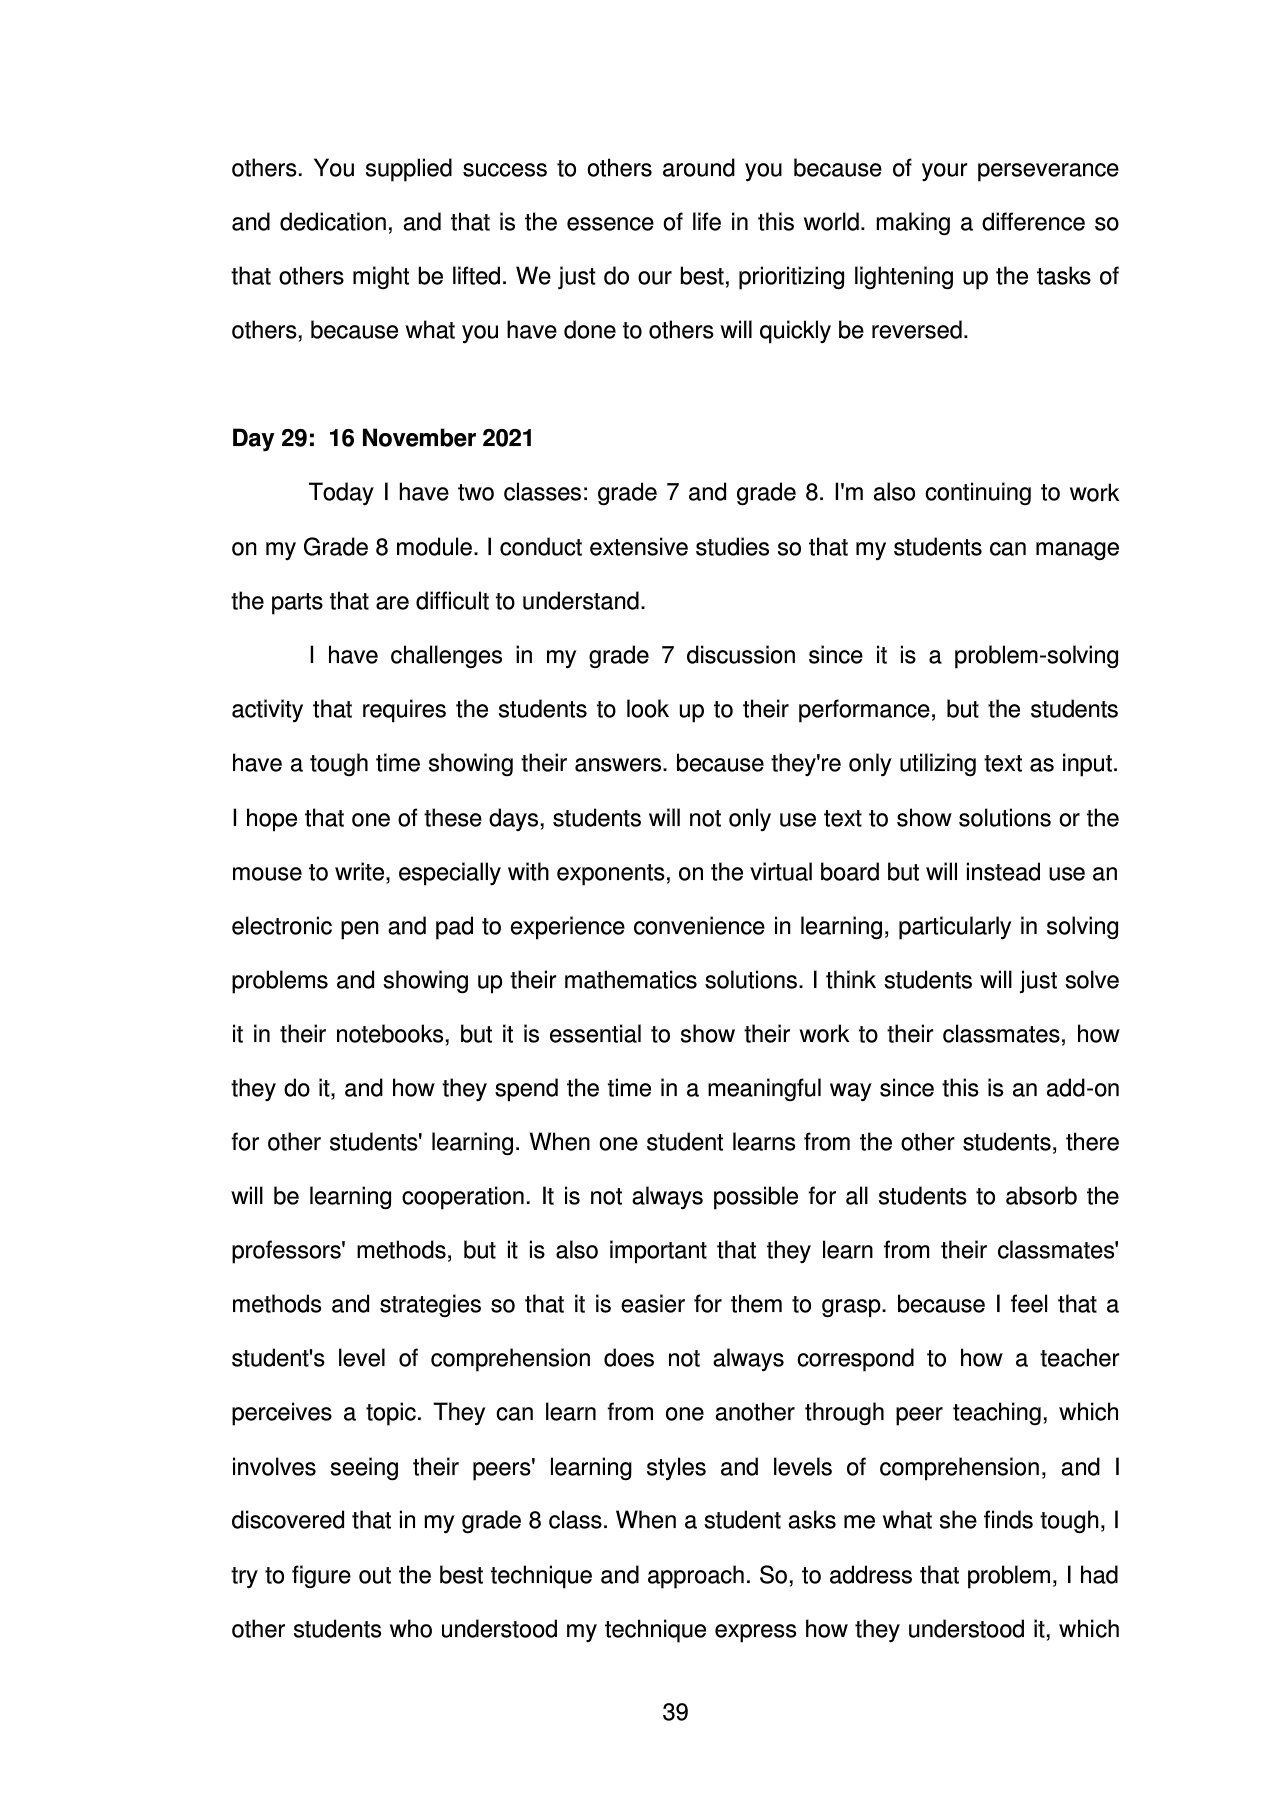 others. You supplied success to others around you because of your perseverance
and dedication, and that is the essence of life in this world. making a difference so
that others might be lifted. We just do our best, prioritizing lightening up the tasks of
others, because what you have done to others will quickly be reversed.
Day 29:  16 November 2021
Today I have two classes: grade 7 and grade 8. I'm also continuing to work
on my Grade 8 module. I conduct extensive studies so that my students can manage
the parts that are difficult to understand.
I have challenges in my grade 7 discussion since it is a problem-solving
activity that requires the students to look up to their performance, but the students
have a tough time showing their answers. because they're only utilizing text as input.
I hope that one of these days, students will not only use text to show solutions or the
mouse to write, especially with exponents, on the virtual board but will instead use an
electronic pen and pad to experience convenience in learning, particularly in solving
problems and showing up their mathematics solutions. I think students will just solve
it in their notebooks, but it is essential to show their work to their classmates, how
they do it, and how they spend the time in a meaningful way since this is an add-on
for other students' learning. When one student learns from the other students, there
will be learning cooperation. It is not always possible for all students to absorb the
professors' methods, but it is also important that they learn from their classmates'
methods and strategies so that it is easier for them to grasp. because I feel that a
student's level of comprehension does not always correspond to how a teacher
perceives a topic. They can learn from one another through peer teaching, which
involves seeing their peers' learning styles and levels of comprehension, and I
discovered that in my grade 8 class. When a student asks me what she finds tough, I
try to figure out the best technique and approach. So, to address that problem, I had
other students who understood my technique express how they understood it, which
39